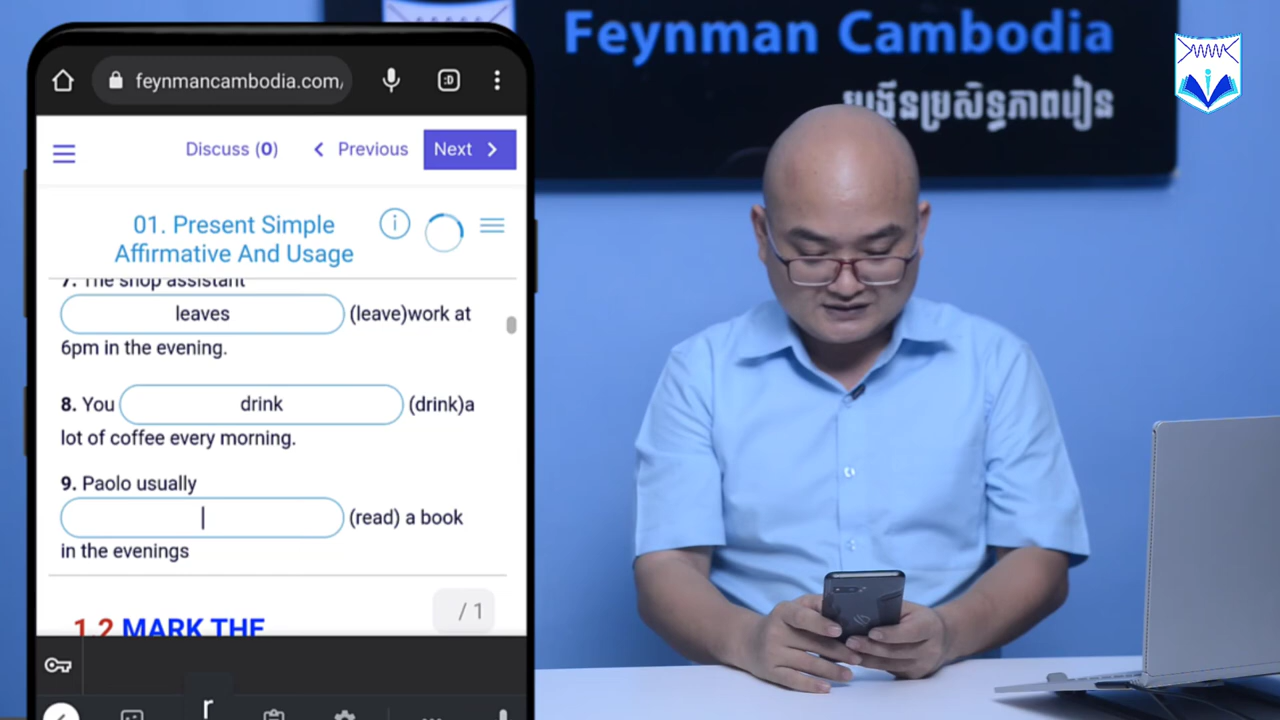 Feynman Cambodia
បង្កើនប្រសិទ្ធភាពរៀន
feynmancambodia.com,
:D
Discuss (0)
Previous
Next
01. Present Simple
Affirmative And Usage
7. The shop assistant
leaves (leave)work at
6pm in the evening.
8. You drink (drink)a
lot of coffee every morning.
9. Paolo usually
(read) a book
in the evenings
/ 1
1.2 MARK THE
r